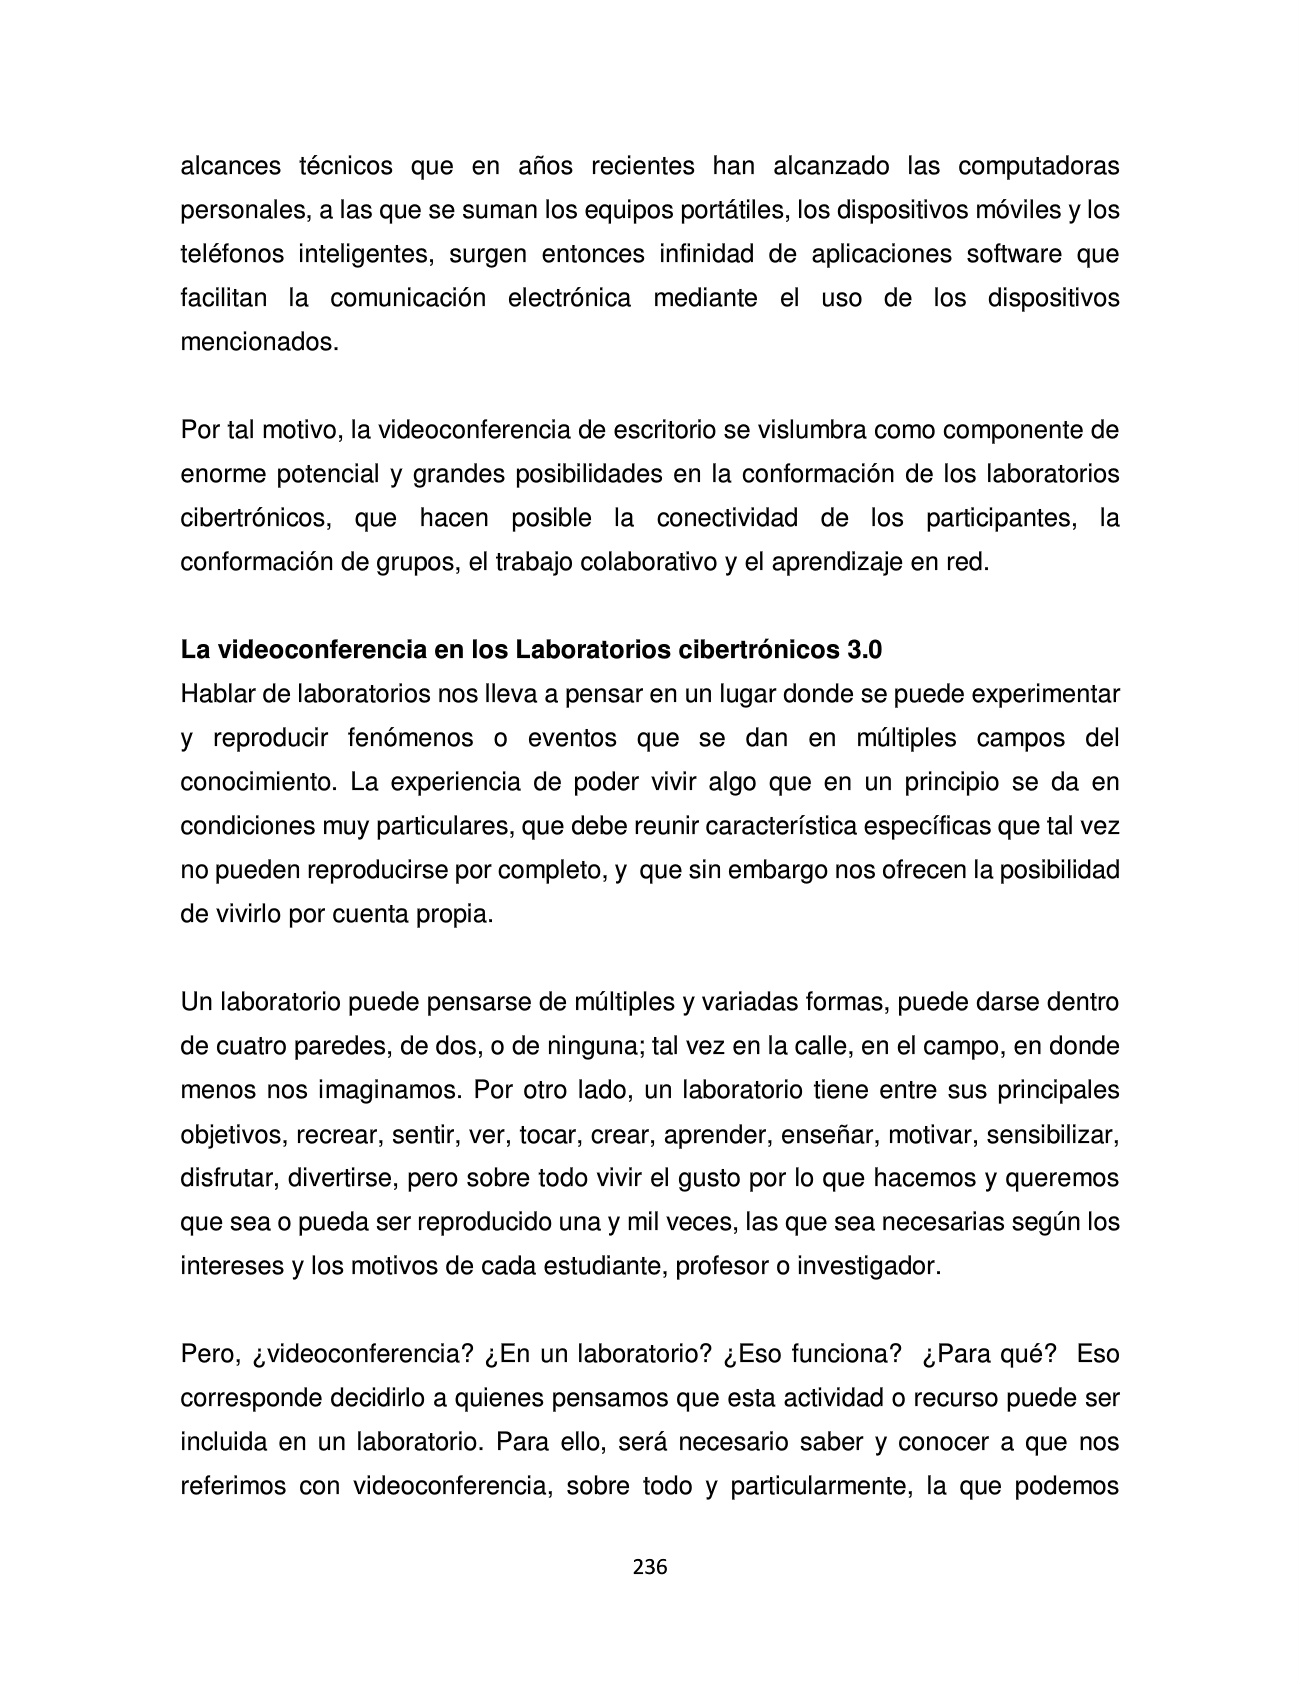 alcances técnicos que en años recientes han alcanzado las computadoras
personales, a las que se suman los equipos portátiles, los dispositivos móviles y los
teléfonos inteligentes, surgen entonces infinidad de aplicaciones software que
facilitan la comunicación electrónica mediante el uso de los dispositivos
mencionados.
Por tal motivo, la videoconferencia de escritorio se vislumbra como componente de
enorme potencial y grandes posibilidades en la conformación de los laboratorios
cibertrónicos, que hacen posible la conectividad de los participantes, la
conformación de grupos, el trabajo colaborativo y el aprendizaje en red.
La videoconferencia en los Laboratorios cibertrónicos 3.0
Hablar de laboratorios nos lleva a pensar en un lugar donde se puede experimentar
y reproducir fenómenos o eventos que se dan en múltiples campos del
conocimiento. La experiencia de poder vivir algo que en un principio se da en
condiciones muy particulares, que debe reunir característica específicas que tal vez
no pueden reproducirse por completo, y  que sin embargo nos ofrecen la posibilidad
de vivirlo por cuenta propia.
Un laboratorio puede pensarse de múltiples y variadas formas, puede darse dentro
de cuatro paredes, de dos, o de ninguna; tal vez en la calle, en el campo, en donde
menos nos imaginamos. Por otro lado, un laboratorio tiene entre sus principales
objetivos, recrear, sentir, ver, tocar, crear, aprender, enseñar, motivar, sensibilizar,
disfrutar, divertirse, pero sobre todo vivir el gusto por lo que hacemos y queremos
que sea o pueda ser reproducido una y mil veces, las que sea necesarias según los
intereses y los motivos de cada estudiante, profesor o investigador.
Pero, ¿videoconferencia? ¿En un laboratorio? ¿Eso funciona?  ¿Para qué?  Eso
corresponde decidirlo a quienes pensamos que esta actividad o recurso puede ser
incluida en un laboratorio. Para ello, será necesario saber y conocer a que nos
referimos con videoconferencia, sobre todo y particularmente, la que podemos
236